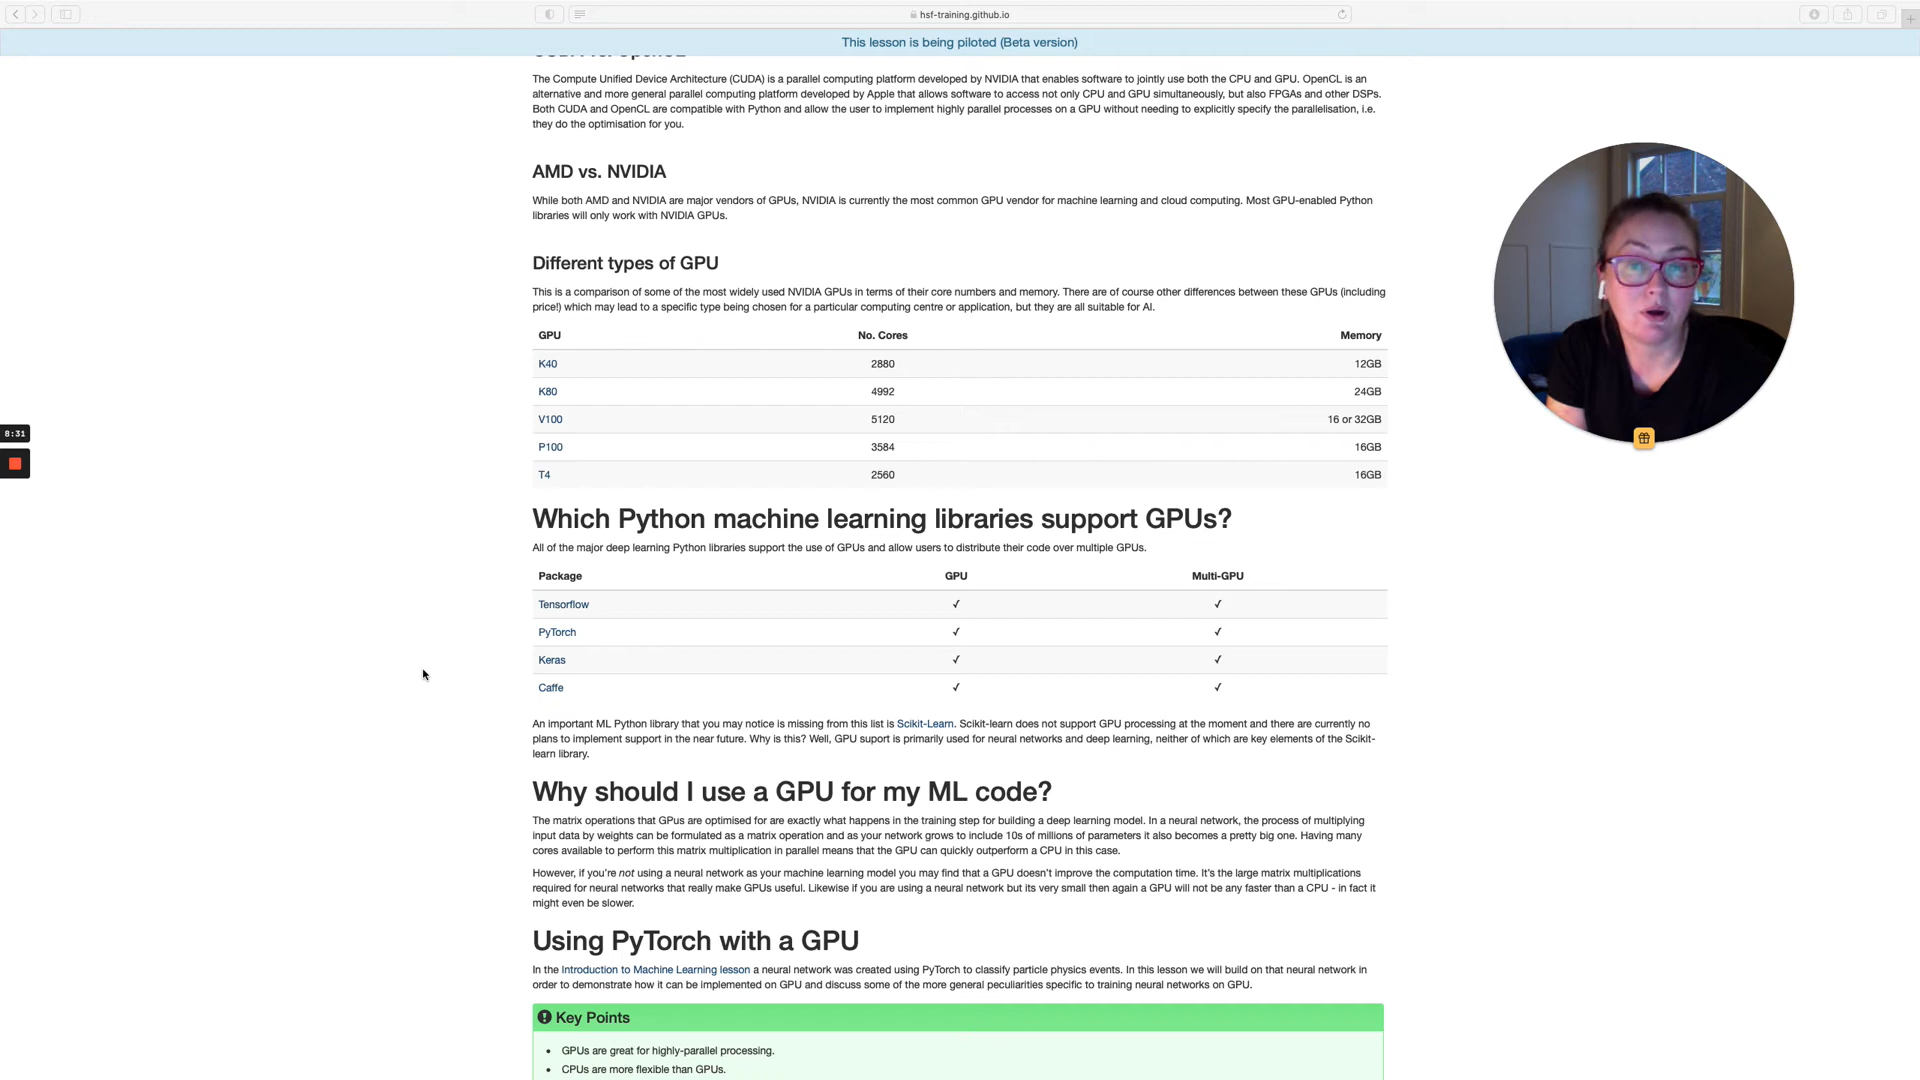 hsf-training.github.io
This lesson is being piloted (Beta version)
The Compute Unified Device Architecture (CUDA) is a parallel computing platform developed by NVIDIA that enables software to jointly use both the CPU and GPU. OpenCL is an
alternative and more general parallel computing platform developed by Apple that allows software to access not only CPU and GPU simultaneously, but also FPGAs and other DSPs.
Both CUDA and OpenCL are compatible with Python and allow the user to implement highly parallel processes on a GPU without needing to explicitly specify the parallelisation, i.e.
they do the optimisation for you.
AMD vs. NVIDIA
While both AMD and NVIDIA are major vendors of GPUs, NVIDIA is currently the most common GPU vendor for machine learning and cloud computing. Most GPU-enabled Python
libraries will only work with NVIDIA GPUs.
Different types of GPU
This is a comparison of some of the most widely used NVIDIA GPUs in terms of their core numbers and memory. There are of course other differences between these GPUs (including
price!) which may lead to a specific type being chosen for a particular computing centre or application, but they are all suitable for AI.
GPU No. Cores Memory
K40 2880 12GB
K80 4992 24GB
V100 5120 16 or 32GB
P100 3584 16GB
T4 2560 16GB
8:31
Which Python machine learning libraries support GPUs?
All of the major deep learning Python libraries support the use of GPUs and allow users to distribute their code over multiple GPUs.
Package GPU Multi-GPU
Tensorflow ✓ ✓
PyTorch ✓ ✓
Keras ✓ ✓
Caffe ✓ ✓
An important ML Python library that you may notice is missing from this list is Scikit-Learn. Scikit-learn does not support GPU processing at the moment and there are currently no
plans to implement support in the near future. Why is this? Well, GPU suport is primarily used for neural networks and deep learning, neither of which are key elements of the Scikit-
learn library.
Why should I use a GPU for my ML code?
The matrix operations that GPus are optimised for are exactly what happens in the training step for building a deep learning model. In a neural network, the process of multiplying
input data by weights can be formulated as a matrix operation and as your network grows to include 10s of millions of parameters it also becomes a pretty big one. Having many
cores available to perform this matrix multiplication in parallel means that the GPU can quickly outperform a CPU in this case.
However, if you're not using a neural network as your machine learning model you may find that a GPU doesn't improve the computation time. It's the large matrix multiplications
required for neural networks that really make GPUs useful. Likewise if you are using a neural network but its very small then again a GPU will not be any faster than a CPU - in fact it
might even be slower.
Using PyTorch with a GPU
In the Introduction to Machine Learning lesson a neural network was created using PyTorch to classify particle physics events. In this lesson we will build on that neural network in
order to demonstrate how it can be implemented on GPU and discuss some of the more general peculiarities specific to training neural networks on GPU.
Key Points
• GPUs are great for highly-parallel processing.
• CPUs are more flexible than GPUs.